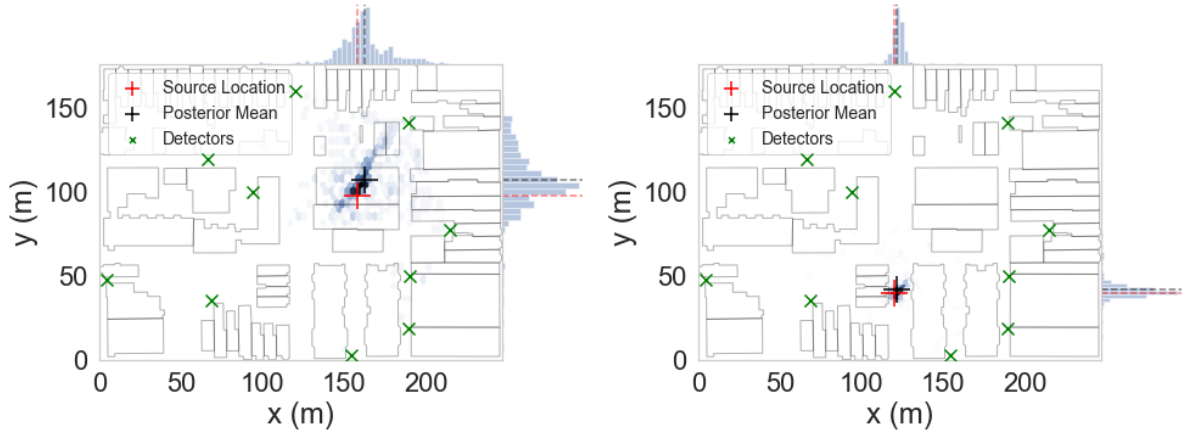 Source Location
Posterior Mean
Detectors
150
100
50
0
y (m)
0 50 100 150 200
x (m)
Source Location
Posterior Mean
Detectors
150
100
50
0
y (m)
0 50 100 150 200
x (m)